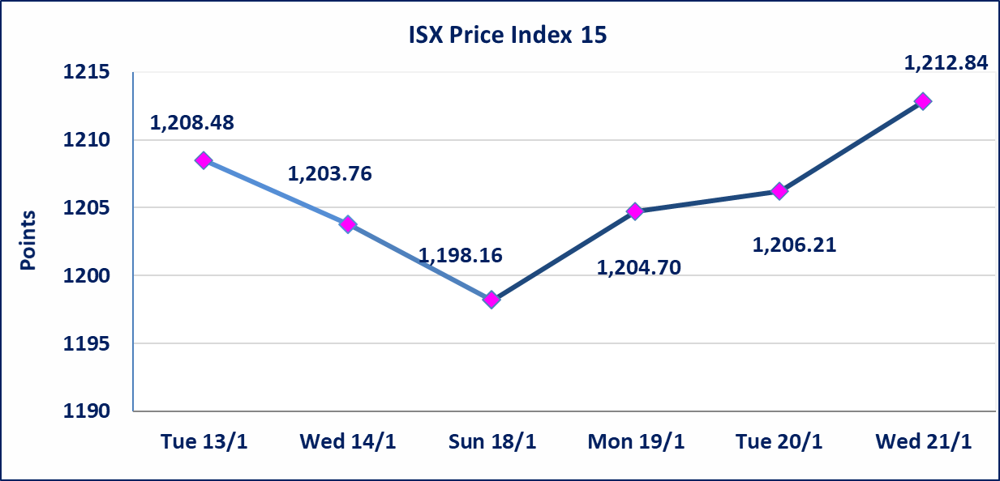 ISX Price Index 15
1215
1210
1205
1200
1195
1190
Points
1,208.48
1,203.76
1,198.16
1,204.70
1,206.21
1,212.84
Tue 13/1
Wed 14/1
Sun 18/1
Mon 19/1
Tue 20/1
Wed 21/1